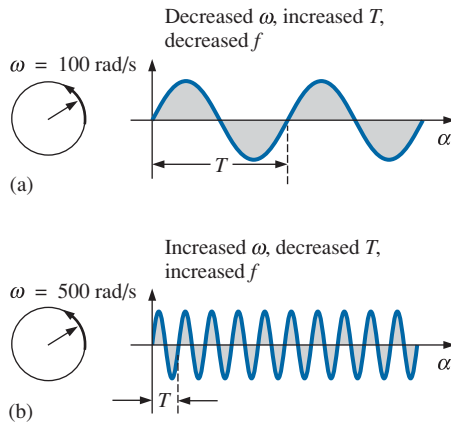 Decreased ω, increased T,
decreased f
ω = 100 rad/s
α
T
(a)
Increased ω, decreased T,
increased f
ω = 500 rad/s
α
T
(b)